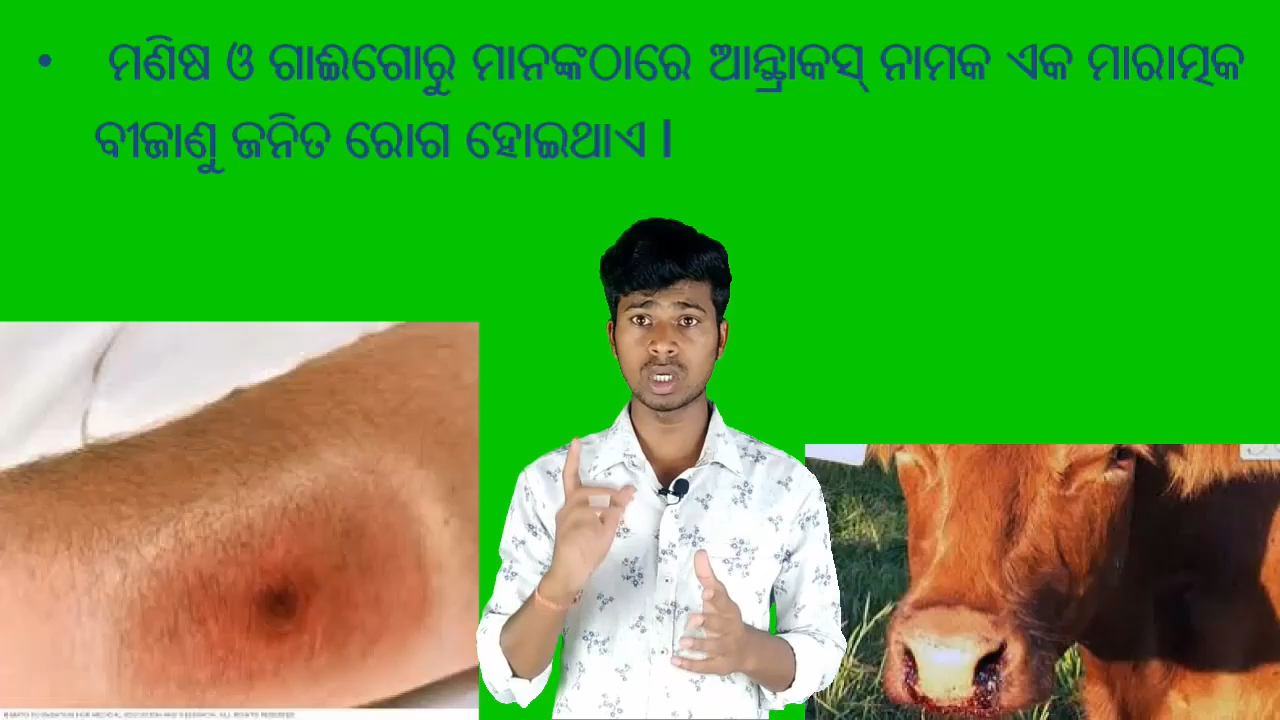 • ମଣିଷ ଓ ଗାଈଗୋରୁ ମାନଙ୍କଠାରେ ଆନ୍ଥ୍ରାକସ୍ ନାମକ ଏକ ମାରାତ୍ମକ
ବୀଜାଣୁ ଜନିତ ରୋଗ ହୋଇଥାଏ l